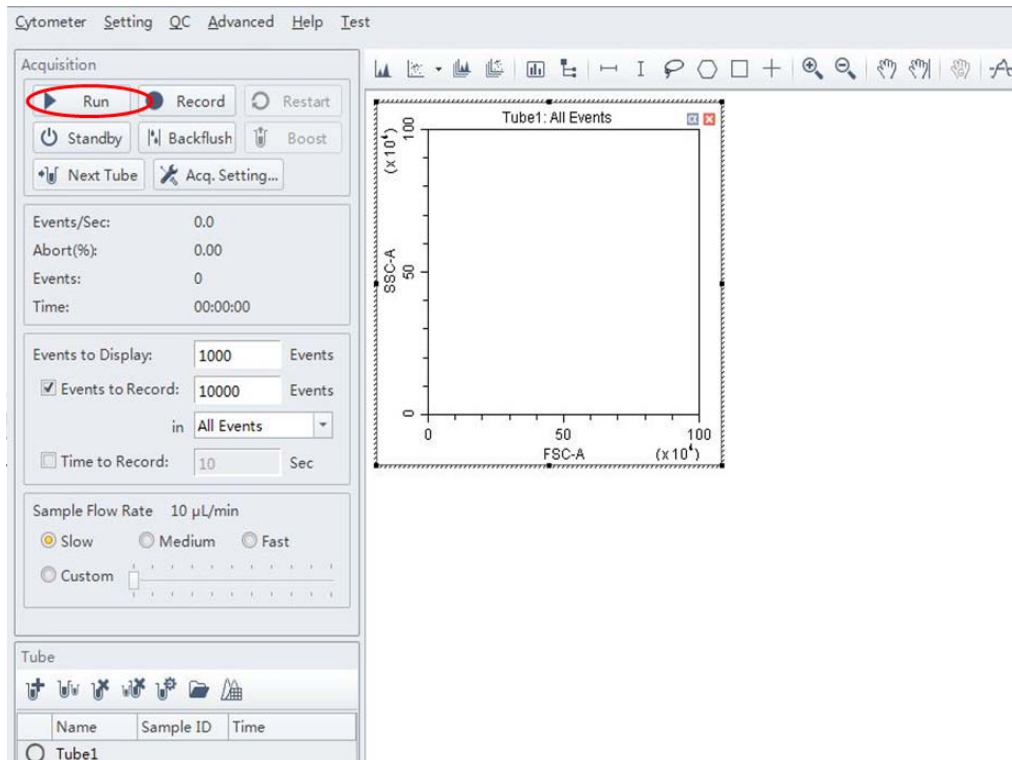 Cytometer Setting QC Advanced Help Test
Acquisition
Run Record Restart
Standby Backflush Boost
Next Tube Acq. Setting...
Events/Sec: 0.0
Abort(%): 0.00
Events: 0
Time: 00:00:00
Events to Display: 1000 Events
Events to Record: 10000 Events
in All Events
Time to Record: 10 Sec
Sample Flow Rate 10 μL/min
Slow Medium Fast
Custom
Tube
Name Sample ID Time
Tube1
Tube1: All Events
(x 10⁴)
100
SSC-A
50
0
0 50 100
FSC-A (x 10⁴)